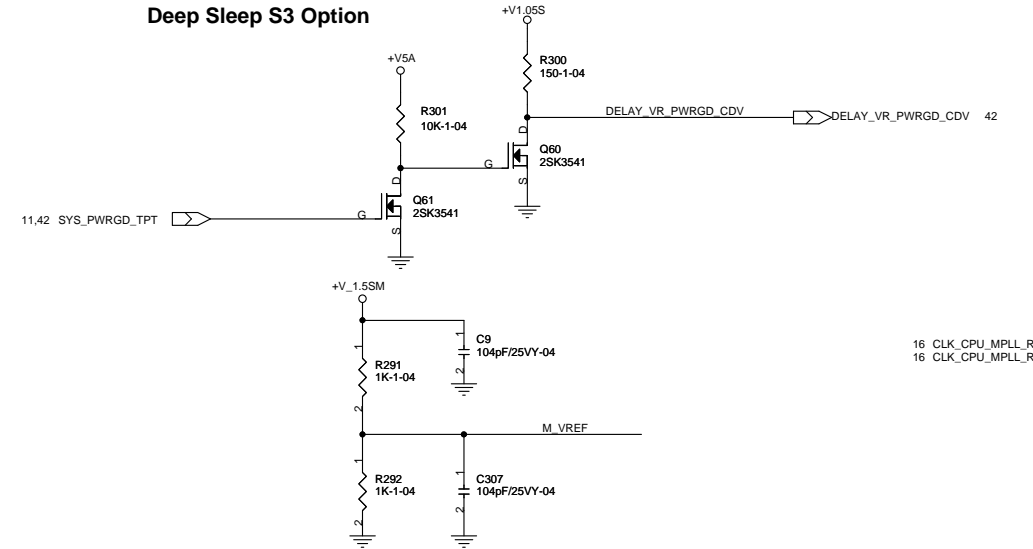 Deep Sleep S3 Option
+V1.05S
+V5A
R300
150-1-04
R301
10K-1-04
DELAY_VR_PWRGD_CDV
DELAY_VR_PWRGD_CDV 42
D
Q60
2SK3541
G
S
D
Q61
2SK3541
11,42 SYS_PWRGD_TPT
G
S
+V_1.5SM
1
C9
104pF/25VY-04
2
1
R291
1K-1-04
2
16 CLK_CPU_MPLL_R
16 CLK_CPU_MPLL_R
M_VREF
1
R292
1K-1-04
2
1
C307
104pF/25VY-04
2